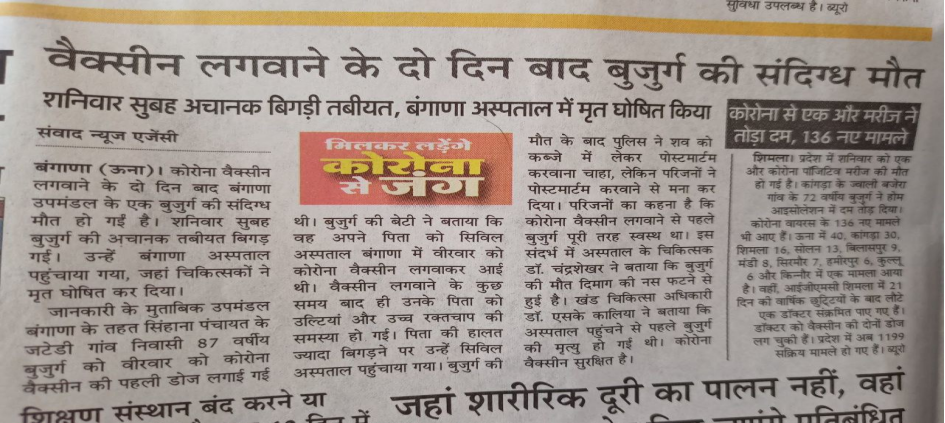 सुविधा उपलब्ध है। ब्यूरो
वैक्सीन लगवाने के दो दिन बाद बुजुर्ग की संदिग्ध मौत
शनिवार सुबह अचानक बिगड़ी तबीयत, बंगाणा अस्पताल में मृत घोषित किया
संवाद न्यूज एजेंसी
बंगाणा (ऊना)। कोरोना वैक्सीन
लगवाने के दो दिन बाद बंगाणा
उपमंडल के एक बुजुर्ग की संदिग्ध
मौत हो गई है। शनिवार सुबह
बुजुर्ग की अचानक तबीयत बिगड़
गई। उन्हें बंगाणा अस्पताल
पहुंचाया गया, जहां चिकित्सकों ने
मृत घोषित कर दिया।
जानकारी के मुताबिक उपमंडल
बंगाणा के तहत सिंहाना पंचायत के
जटेडी गांव निवासी 87 वर्षीय
बुजुर्ग को वीरवार को कोरोना
वैक्सीन की पहली डोज लगाई गई
मिलकर लड़ेंगे
कोरोना
से जंग
थी। बुजुर्ग की बेटी ने बताया कि
वह अपने पिता को सिविल
अस्पताल बंगाणा में वीरवार को
कोरोना वैक्सीन लगवाकर आई
थी। वैक्सीन लगवाने के कुछ
समय बाद ही उनके पिता को
उल्टियां और उच्च रक्तचाप की
समस्या हो गई। पिता की हालत
ज्यादा बिगड़ने पर उन्हें सिविल
अस्पताल पहुंचाया गया। बुजुर्ग की
मौत के बाद पुलिस ने शव को
कब्जे में लेकर पोस्टमार्टम
करवाना चाहा, लेकिन परिजनों ने
पोस्टमार्टम करवाने से मना कर
दिया। परिजनों का कहना है कि
कोरोना वैक्सीन लगवाने से पहले
बुजुर्ग पूरी तरह स्वस्थ था। इस
संदर्भ में अस्पताल के चिकित्सक
डॉ. चंद्रशेखर ने बताया कि बुजुर्ग
की मौत दिमाग की नस फटने से
हुई है। खंड चिकित्सा अधिकारी
डॉ. एसके कालिया ने बताया कि
अस्पताल पहुंचने से पहले बुजुर्ग
की मृत्यु हो गई थी। कोरोना
वैक्सीन सुरक्षित है।
कोरोना से एक और मरीज ने
तोड़ा दम, 136 नए मामले
शिमला। प्रदेश में शनिवार को एक
और कोरोना पॉजिटिव मरीज की मौत
हो गई है। कांगड़ा के ज्वाली बजेरा
गांव के 72 वर्षीय बुजुर्ग ने होम
आइसोलेशन में दम तोड़ दिया।
कोरोना वायरस के 136 नए मामले
भी आए हैं। ऊना में 40, कांगड़ा 30,
शिमला 16, सोलन 13, बिलासपुर 9,
मंडी 8, सिरमौर 7, हमीरपुर 6, कुल्लू
6 और किन्नौर में एक मामला आया
है। वहीं, आईजीएमसी शिमला में 21
दिन की वार्षिक छुट्टियों के बाद लौटे
एक डॉक्टर संक्रमित पाए गए हैं।
डॉक्टर को वैक्सीन की दोनों डोज
लग चुकी हैं। प्रदेश में अब 1199
सक्रिय मामले हो गए हैं। ब्यूरो
शिक्षण संस्थान बंद करने या
जहां शारीरिक दूरी का पालन नहीं, वहां